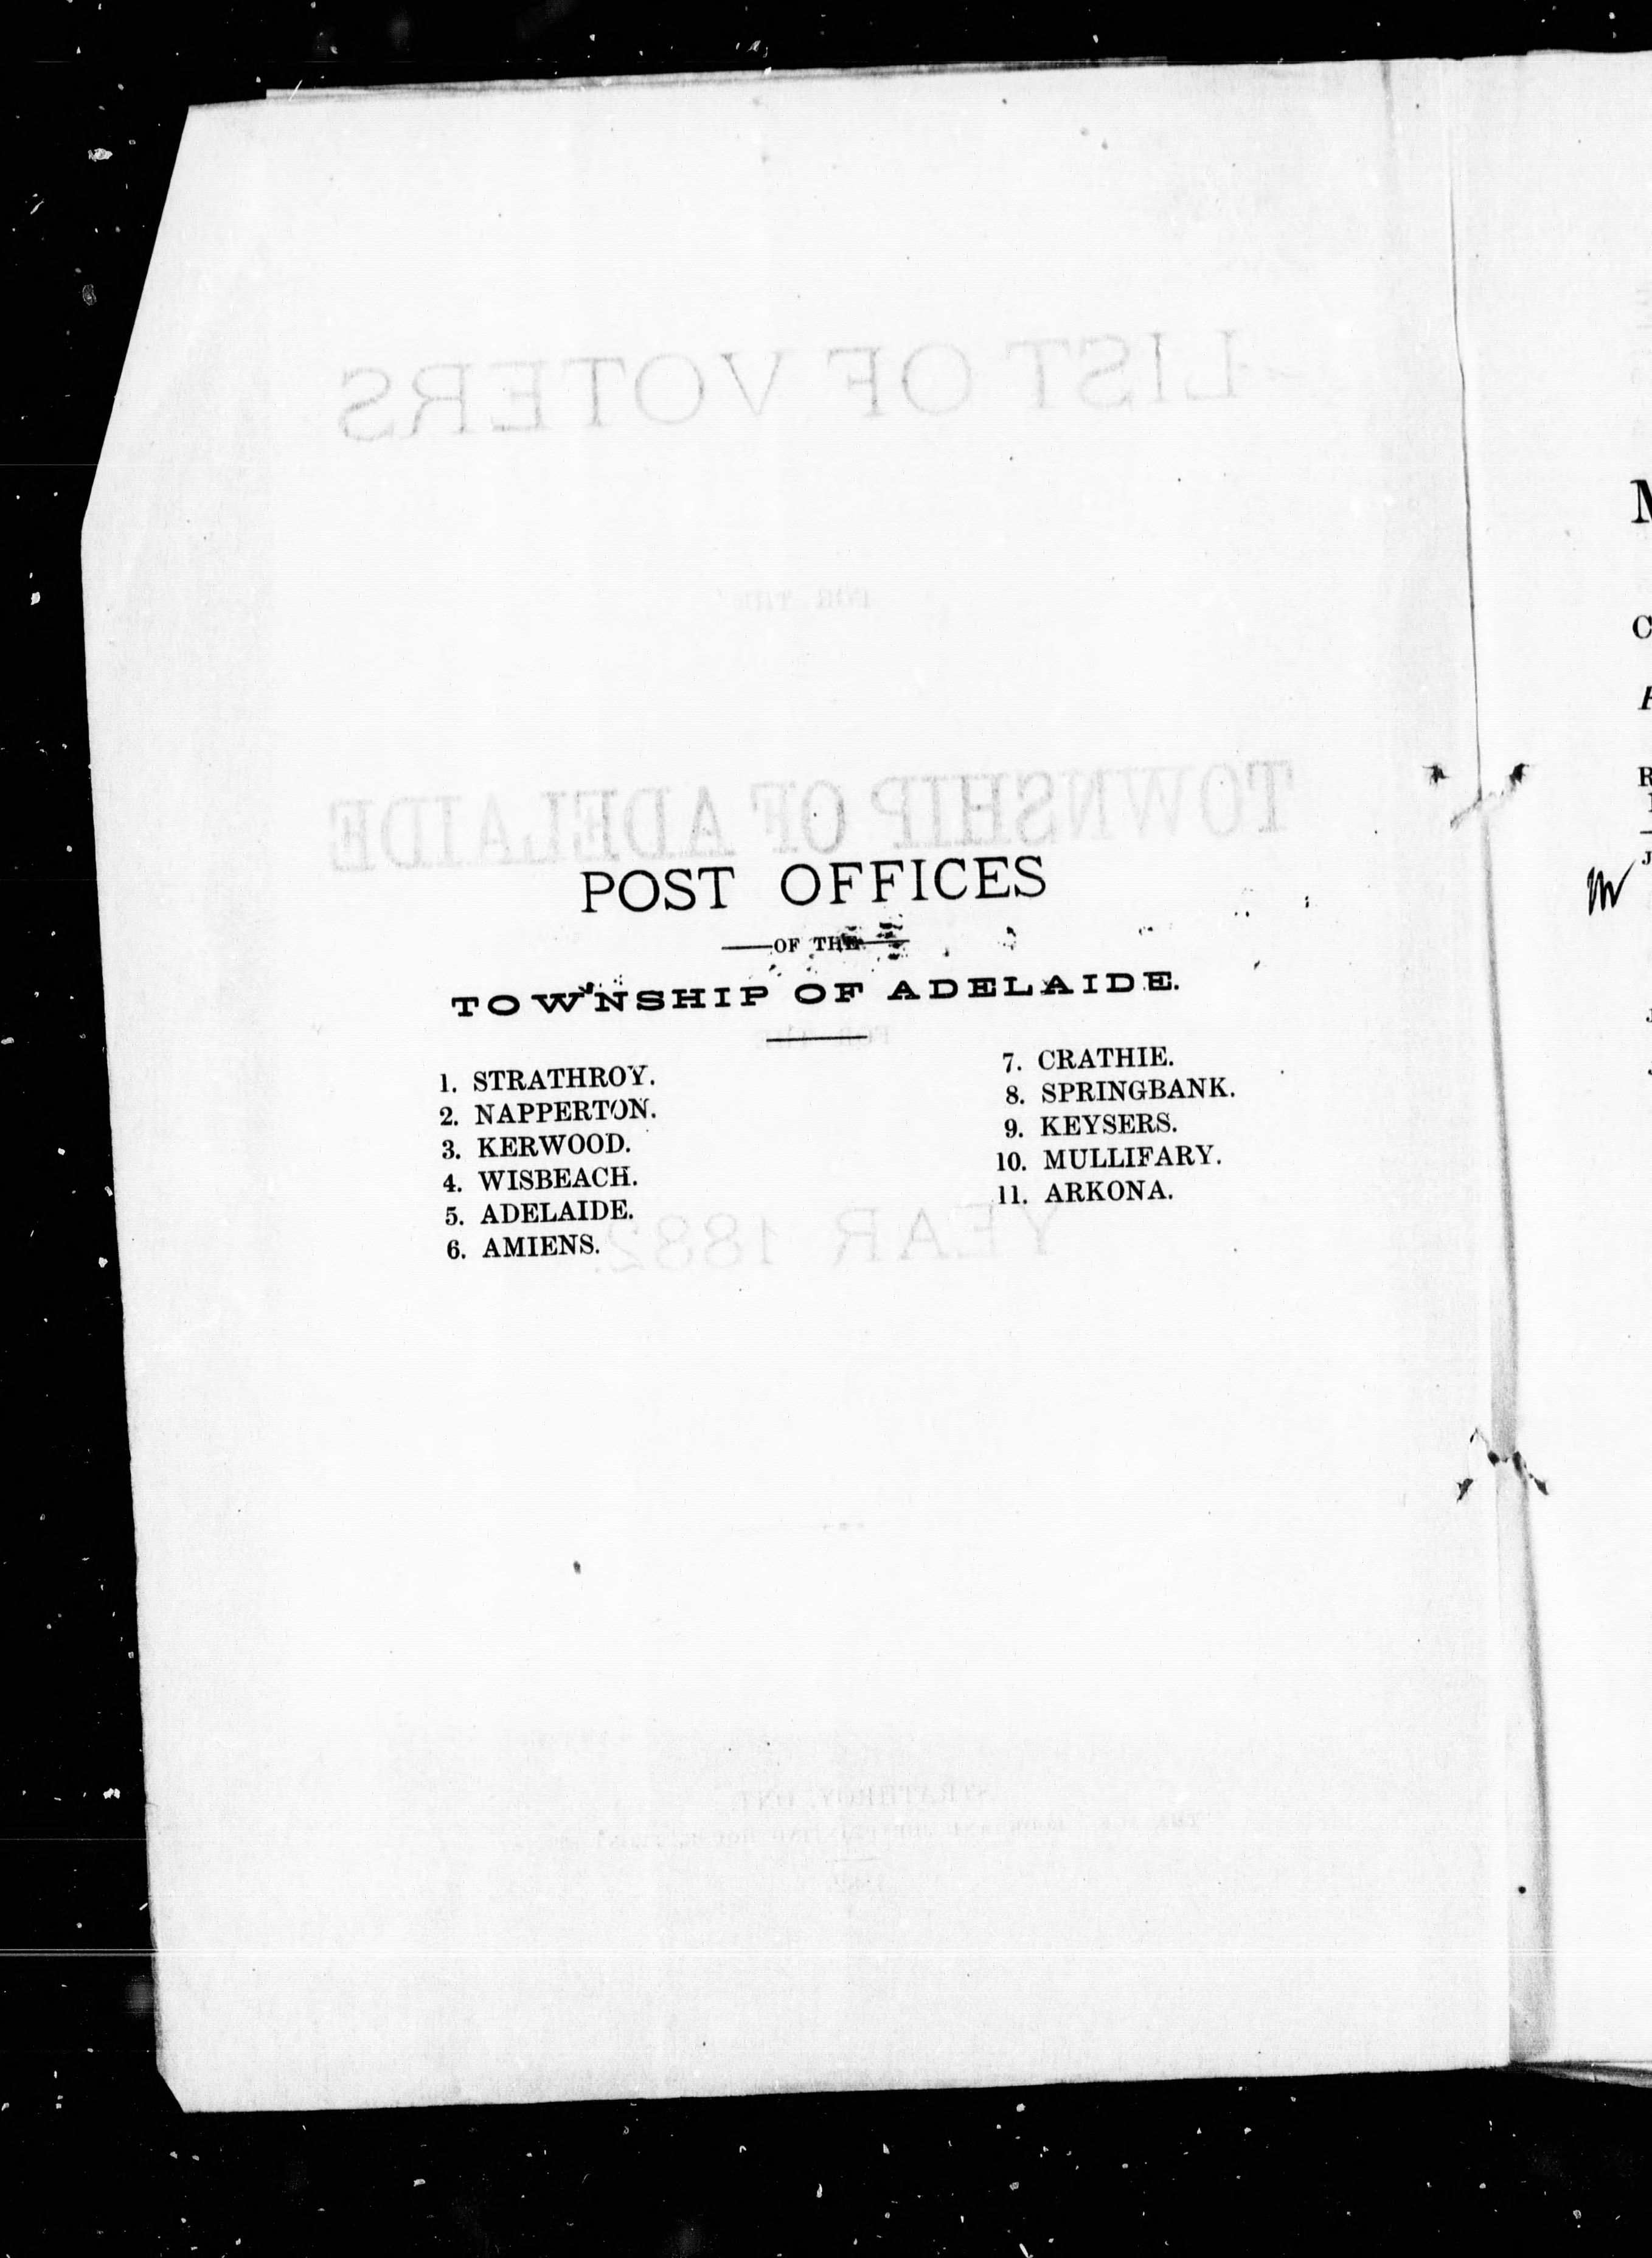 POST OFFICES
—OF THE—
TOWNSHIP OF ADELAIDE.
1. STRATHROY.
2. NAPPERTON.
3. KERWOOD.
4. WISBEACH.
5. ADELAIDE.
6. AMIENS.
7. CRATHIE.
8. SPRINGBANK.
9. KEYSERS.
10. MULLIFARY.
11. ARKONA.